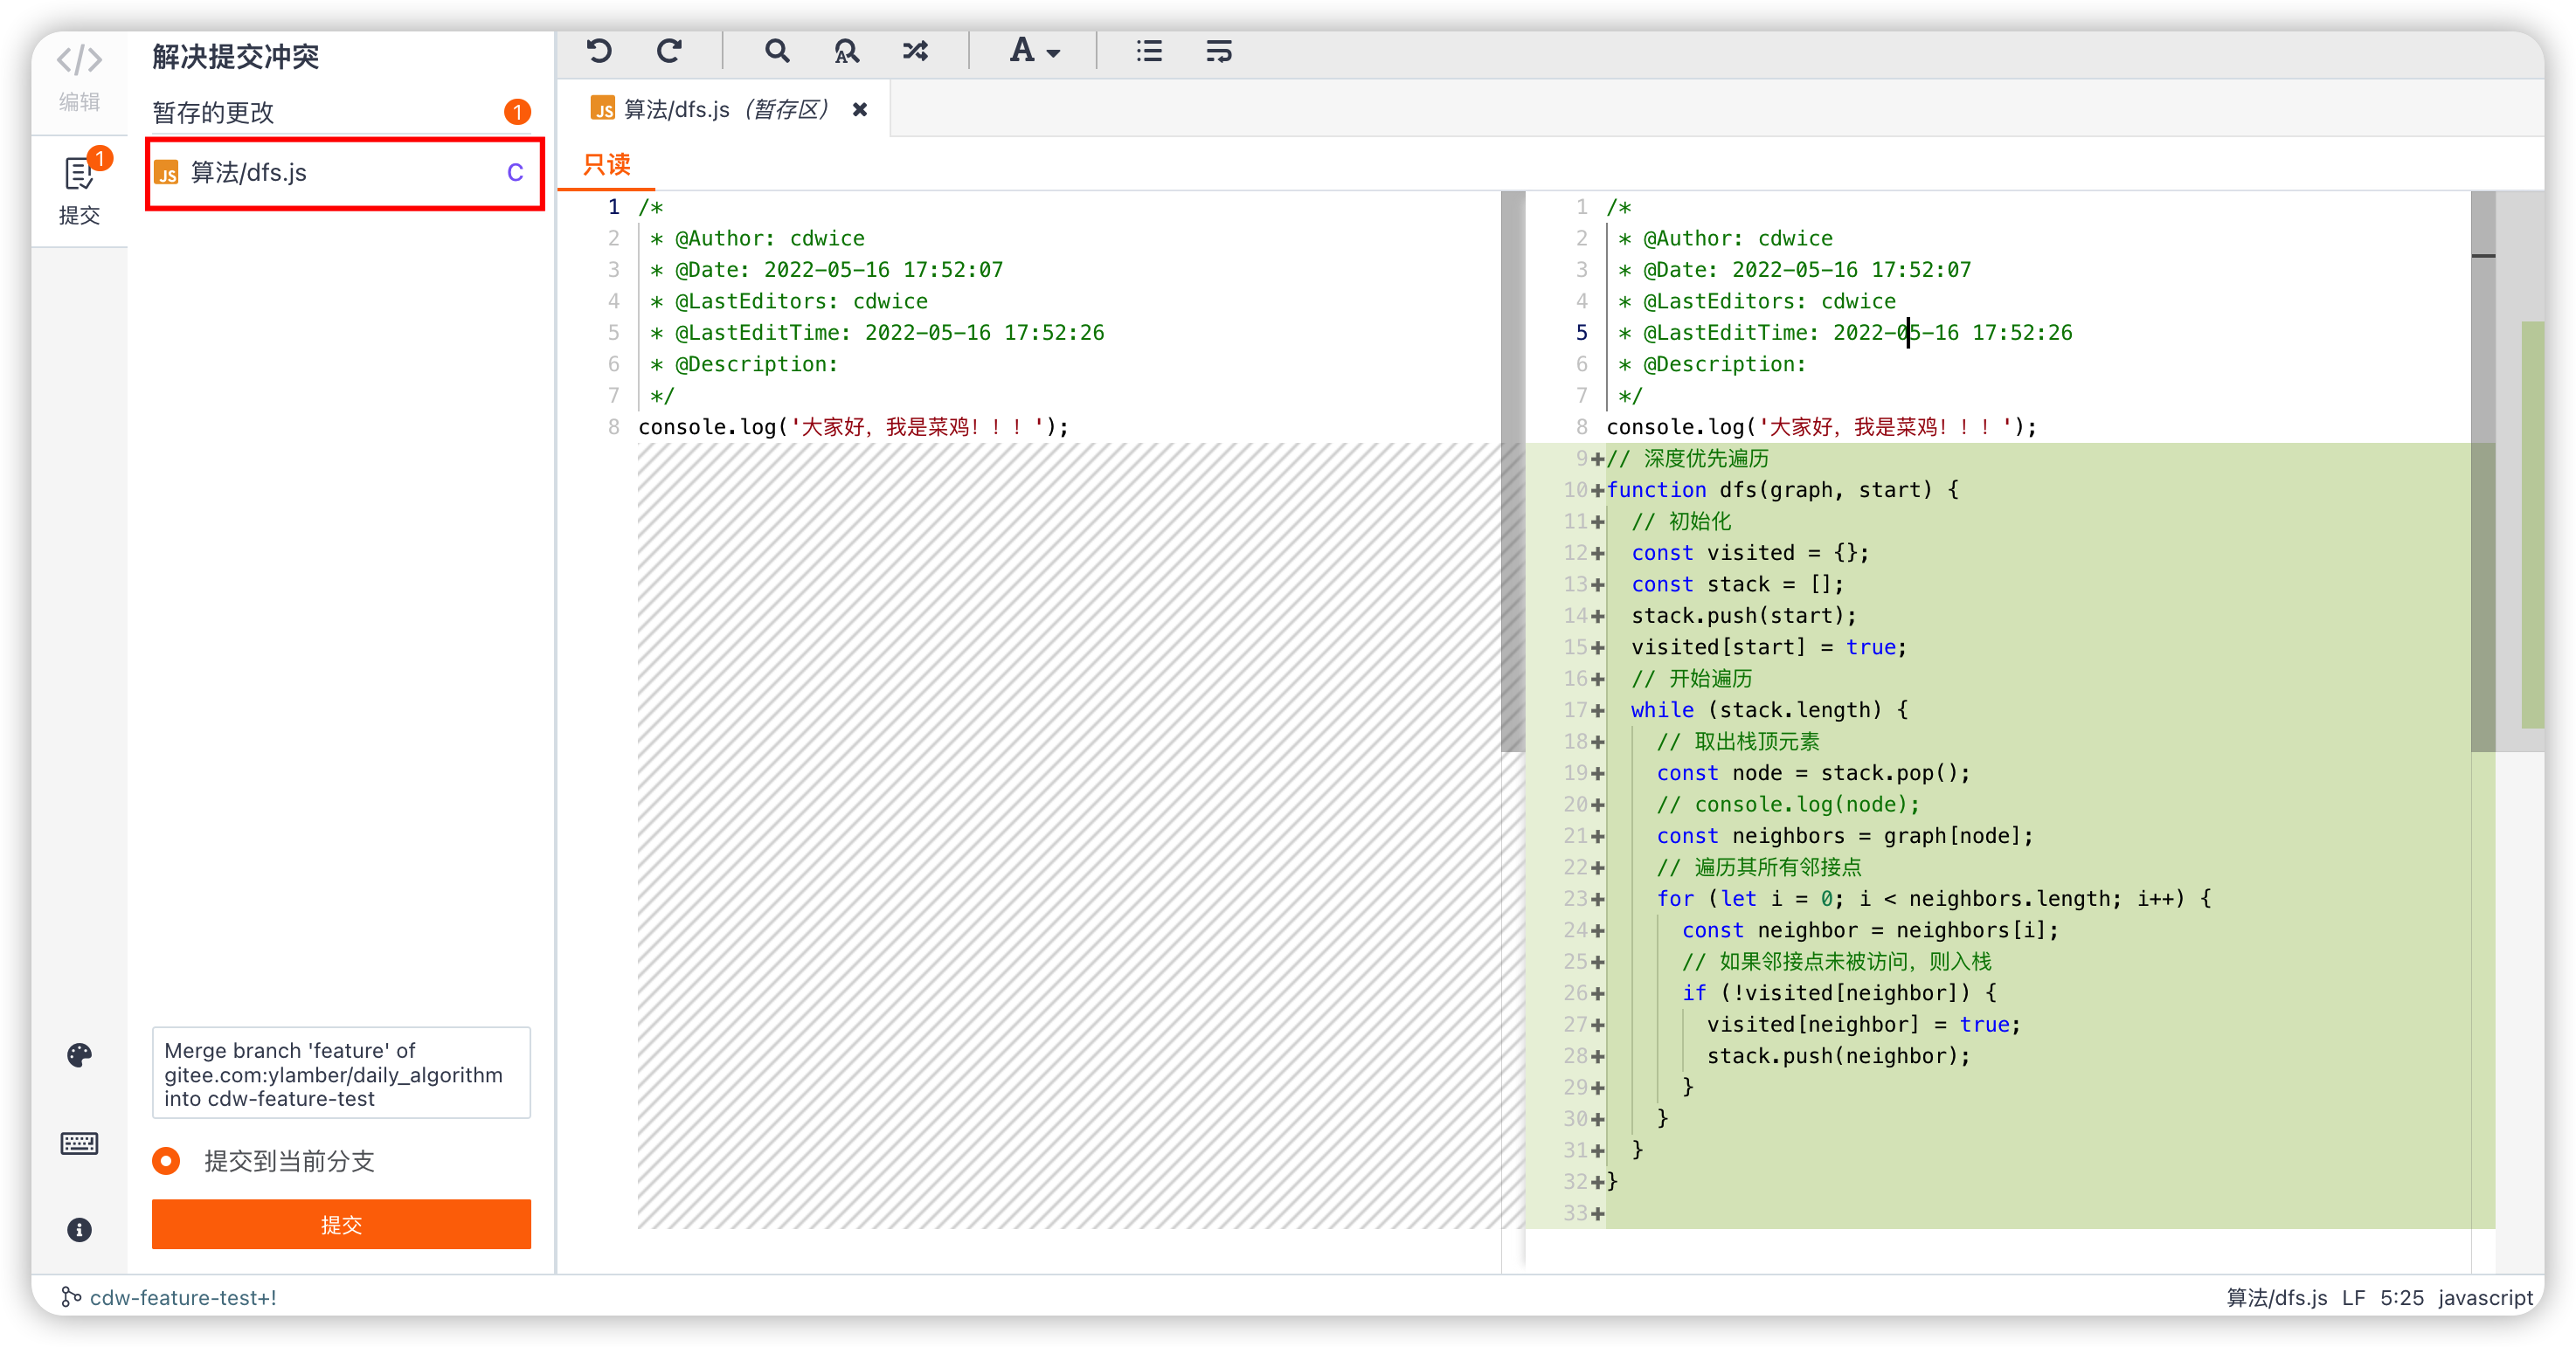 编辑
1
提交
解决提交冲突
暂存的更改
1
JS 算法/dfs.js C
Merge branch 'feature' of
gitee.com:ylamber/daily_algorithm
into cdw-feature-test
提交到当前分支
提交
A
JS 算法/dfs.js（暂存区）
只读
1 /*
2  * @Author: cdwice
3  * @Date: 2022-05-16 17:52:07
4  * @LastEditors: cdwice
5  * @LastEditTime: 2022-05-16 17:52:26
6  * @Description:
7  */
8 console.log('大家好，我是菜鸡！！！');
1 /*
2  * @Author: cdwice
3  * @Date: 2022-05-16 17:52:07
4  * @LastEditors: cdwice
5  * @LastEditTime: 2022-05-16 17:52:26
6  * @Description:
7  */
8 console.log('大家好，我是菜鸡！！！');
9+// 深度优先遍历
10+function dfs(graph, start) {
11+  // 初始化
12+  const visited = {};
13+  const stack = [];
14+  stack.push(start);
15+  visited[start] = true;
16+  // 开始遍历
17+  while (stack.length) {
18+    // 取出栈顶元素
19+    const node = stack.pop();
20+    // console.log(node);
21+    const neighbors = graph[node];
22+    // 遍历其所有邻接点
23+    for (let i = 0; i < neighbors.length; i++) {
24+      const neighbor = neighbors[i];
25+      // 如果邻接点未被访问，则入栈
26+      if (!visited[neighbor]) {
27+        visited[neighbor] = true;
28+        stack.push(neighbor);
29+      }
30+    }
31+  }
32+}
33+
cdw-feature-test+!
算法/dfs.js LF 5:25 javascript